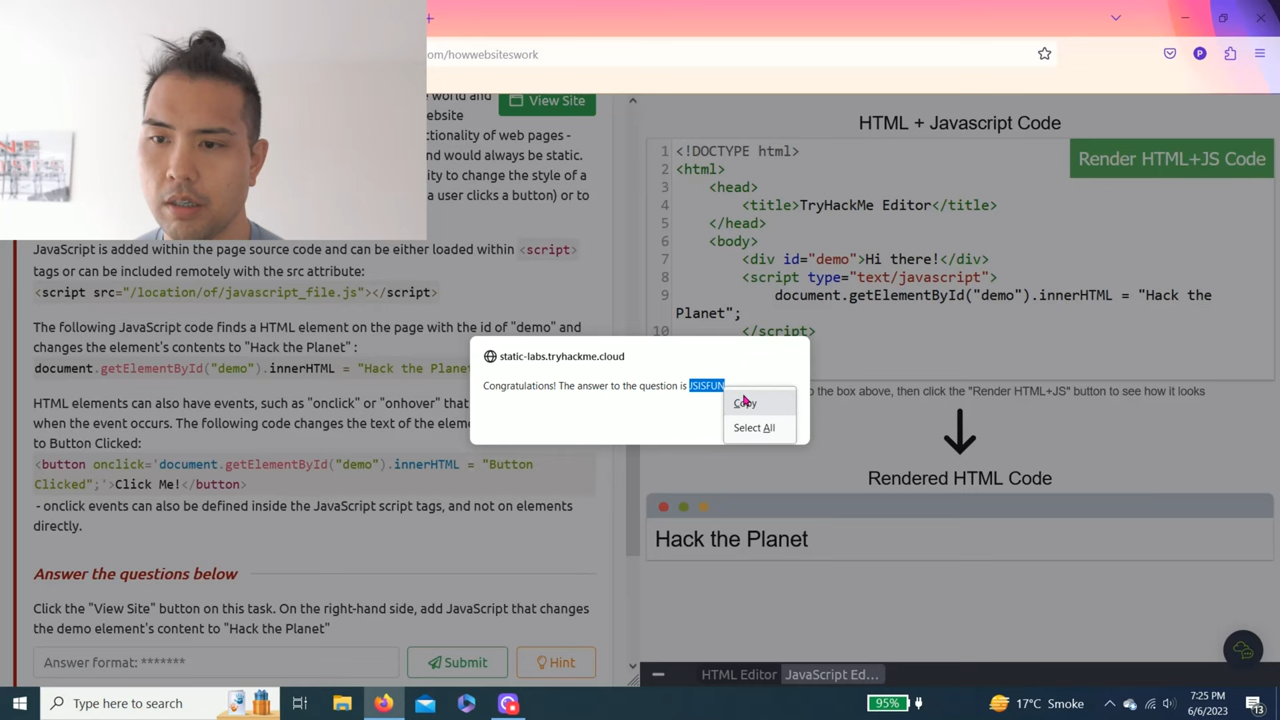 com/howwebsiteswork
e world and
ebsite
View Site
ctionality of web pages -
nd would always be static.
ity to change the style of
a user clicks a button) or to
JavaScript is added within the page source code and can be either loaded within <script>
tags or can be included remotely with the src attribute:
<script src="/location/of/javascript_file.js"></script>
The following JavaScript code finds a HTML element on the page with the id of "demo" and
changes the element's contents to "Hack the Planet" :
document.getElementById("demo").innerHTML = "Hack the Plane
HTML elements can also have events, such as "onclick" or "onhover" that
when the event occurs. The following code changes the text of the eleme
to Button Clicked:
<button onclick='document.getElementById("demo").innerHTML = "Button
Clicked";'>Click Me!</button>
- onclick events can also be defined inside the JavaScript script tags, and not on elements
directly.
Answer the questions below
Click the "View Site" button on this task. On the right-hand side, add JavaScript that changes
the demo element's content to "Hack the Planet"
Answer format: *******
Submit
Hint
static-labs.tryhackme.cloud
Congratulations! The answer to the question is JSISFUN
Copy
Select All
HTML + Javascript Code
Render HTML+JS Code
1 <!DOCTYPE html>
2 <html>
3 <head>
4 <title>TryHackMe Editor</title>
5 </head>
6 <body>
7 <div id="demo">Hi there!</div>
8 <script type="text/javascript">
9 document.getElementById("demo").innerHTML = "Hack the
Planet";
10 </script>
o the box above, then click the "Render HTML+JS" button to see how it looks
Rendered HTML Code
Hack the Planet
HTML Editor
JavaScript Ed...
Type here to search
95%
17°C Smoke
7:25 PM
6/6/2023
13